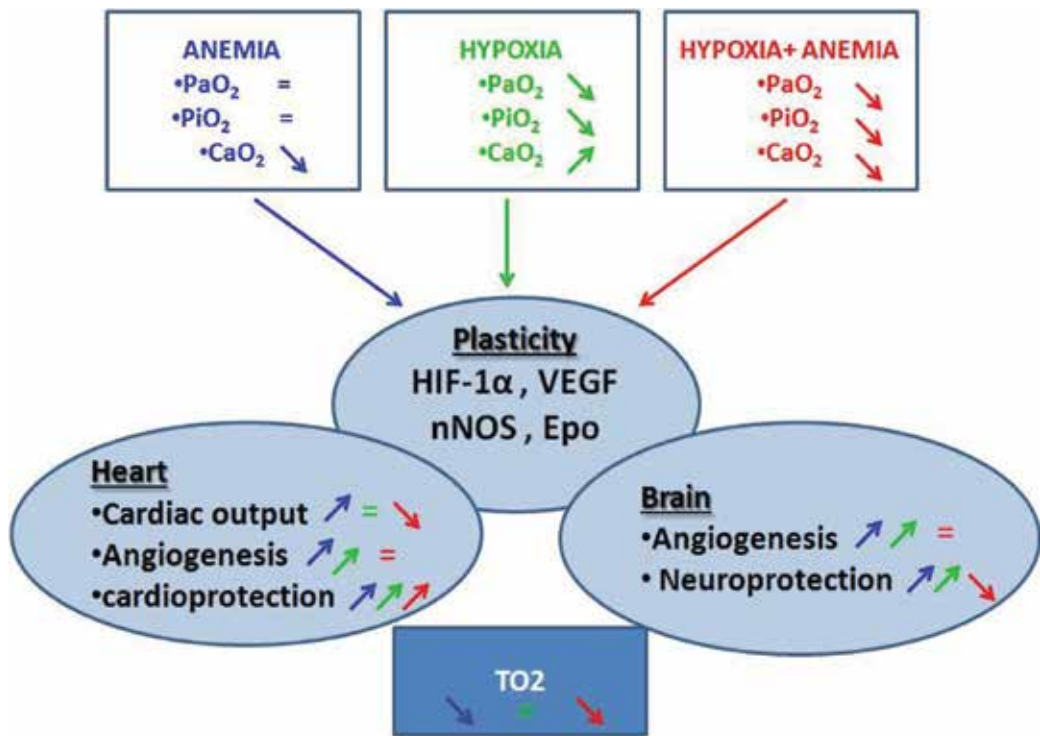 ANEMIA
•PaO₂ =
•PiO₂ =
•CaO₂ ↘
HYPOXIA
•PaO₂ ↘
•PiO₂ ↘
•CaO₂ ↗
HYPOXIA+ ANEMIA
•PaO₂ ↘
•PiO₂ ↘
•CaO₂ ↘
Plasticity
HIF-1α , VEGF
nNOS , Epo
Heart
•Cardiac output ↗ = ↘
•Angiogenesis ↗ ↗ =
•cardioprotection ↗ ↗ ↗
Brain
•Angiogenesis ↗ ↗ =
• Neuroprotection ↗ ↗ ↘
TO2
↘ = ↘